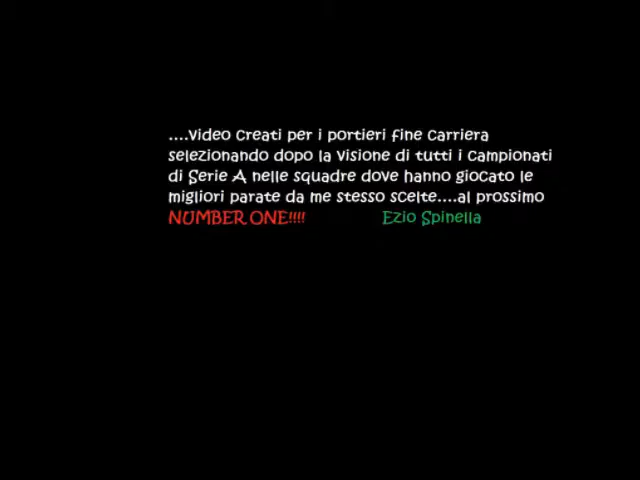 ....Video creati per i portieri fine carriera
selezionando dopo la visione di tutti i campionati
di Serie A nelle squadre dove hanno giocato le
migliori parate da me stesso scelte....al prossimo
NUMBER ONE!!!! Ezio Spinella